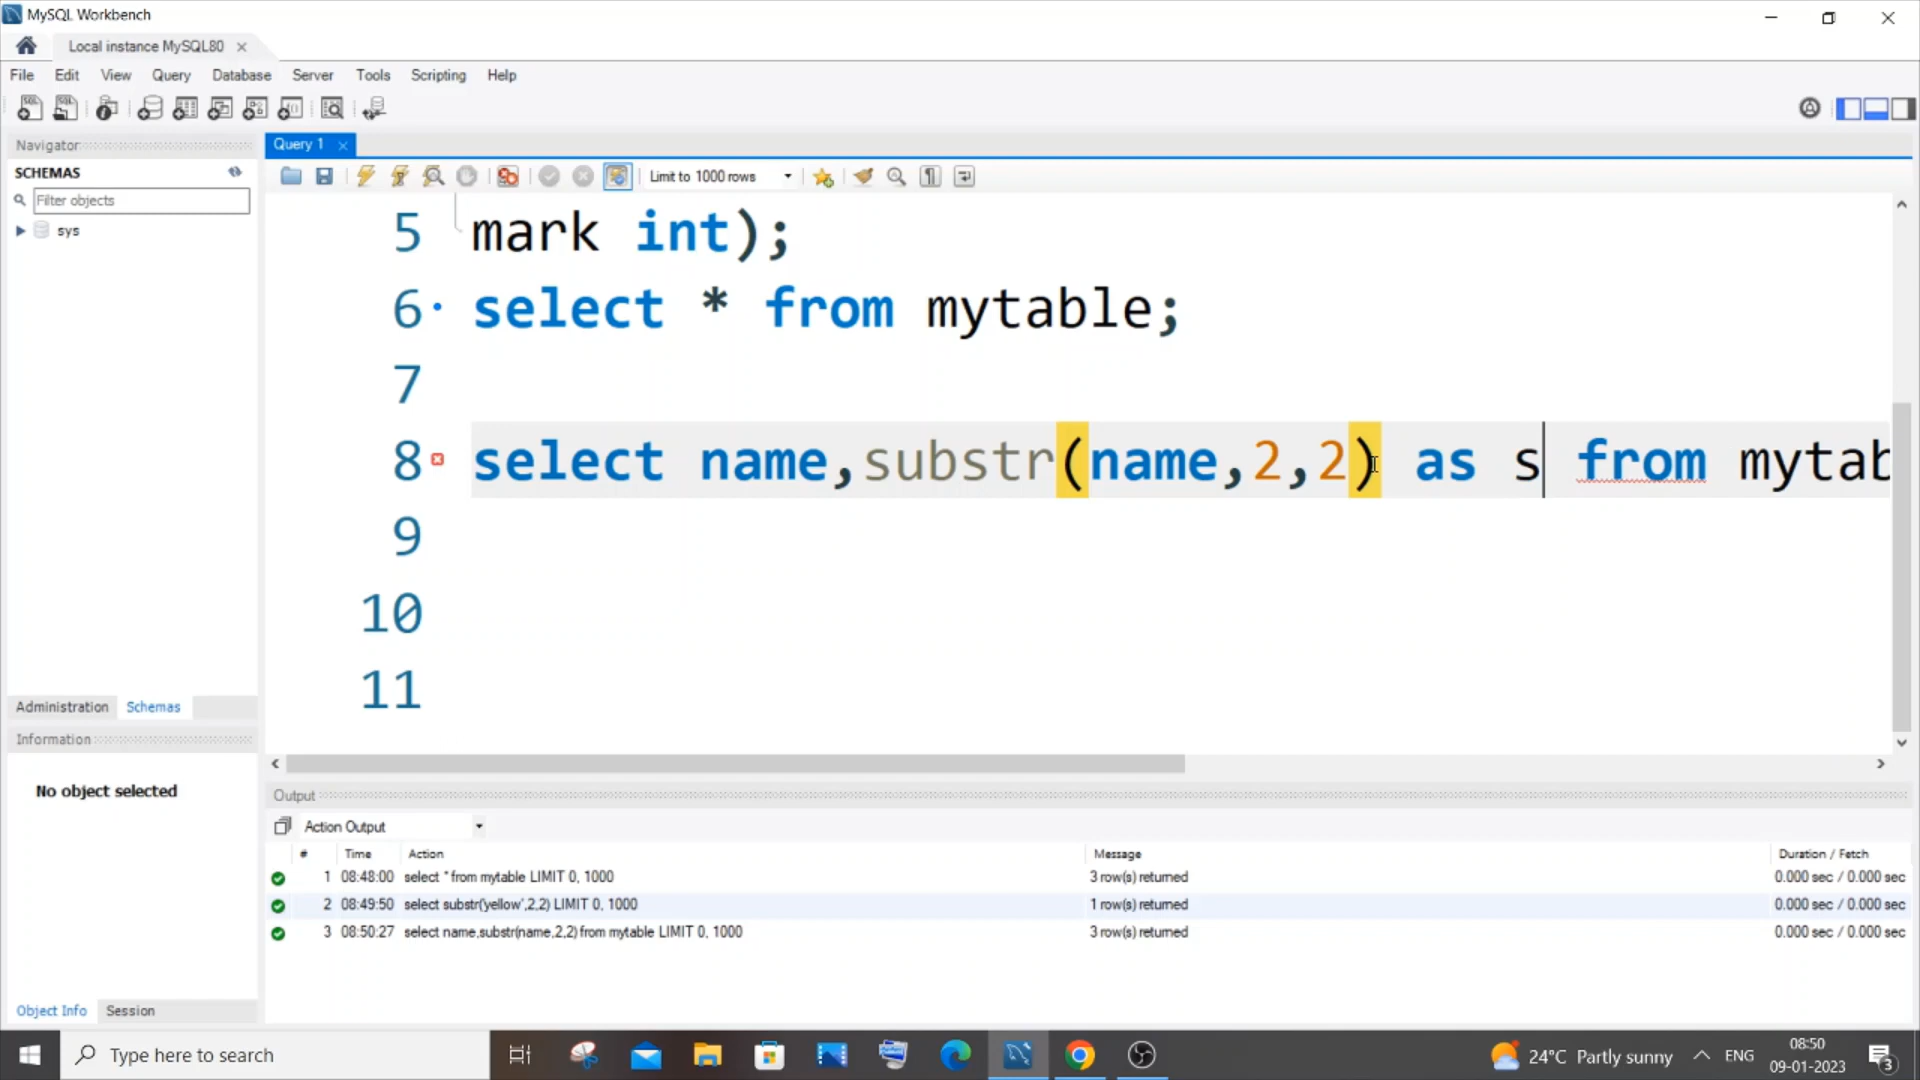 MySQL Workbench
Local instance MySQL80
File Edit View Query Database Server Tools Scripting Help
Navigator
SCHEMAS
Filter objects
sys
Query 1
Limit to 1000 rows
5 mark int);
6 select * from mytable;
7
8 select name,substr(name,2,2) as s from mytab
9
10
11
Administration Schemas
Information
No object selected
Output
Action Output
# Time Action Message Duration / Fetch
1 08:48:00 select * from mytable LIMIT 0, 1000 3 row(s) returned 0.000 sec / 0.000 sec
2 08:49:50 select substr('yellow',2,2) LIMIT 0, 1000 1 row(s) returned 0.000 sec / 0.000 sec
3 08:50:27 select name,substr(name,2,2) from mytable LIMIT 0, 1000 3 row(s) returned 0.000 sec / 0.000 sec
Object Info Session
Type here to search
24°C Partly sunny
ENG
08:50
09-01-2023
3